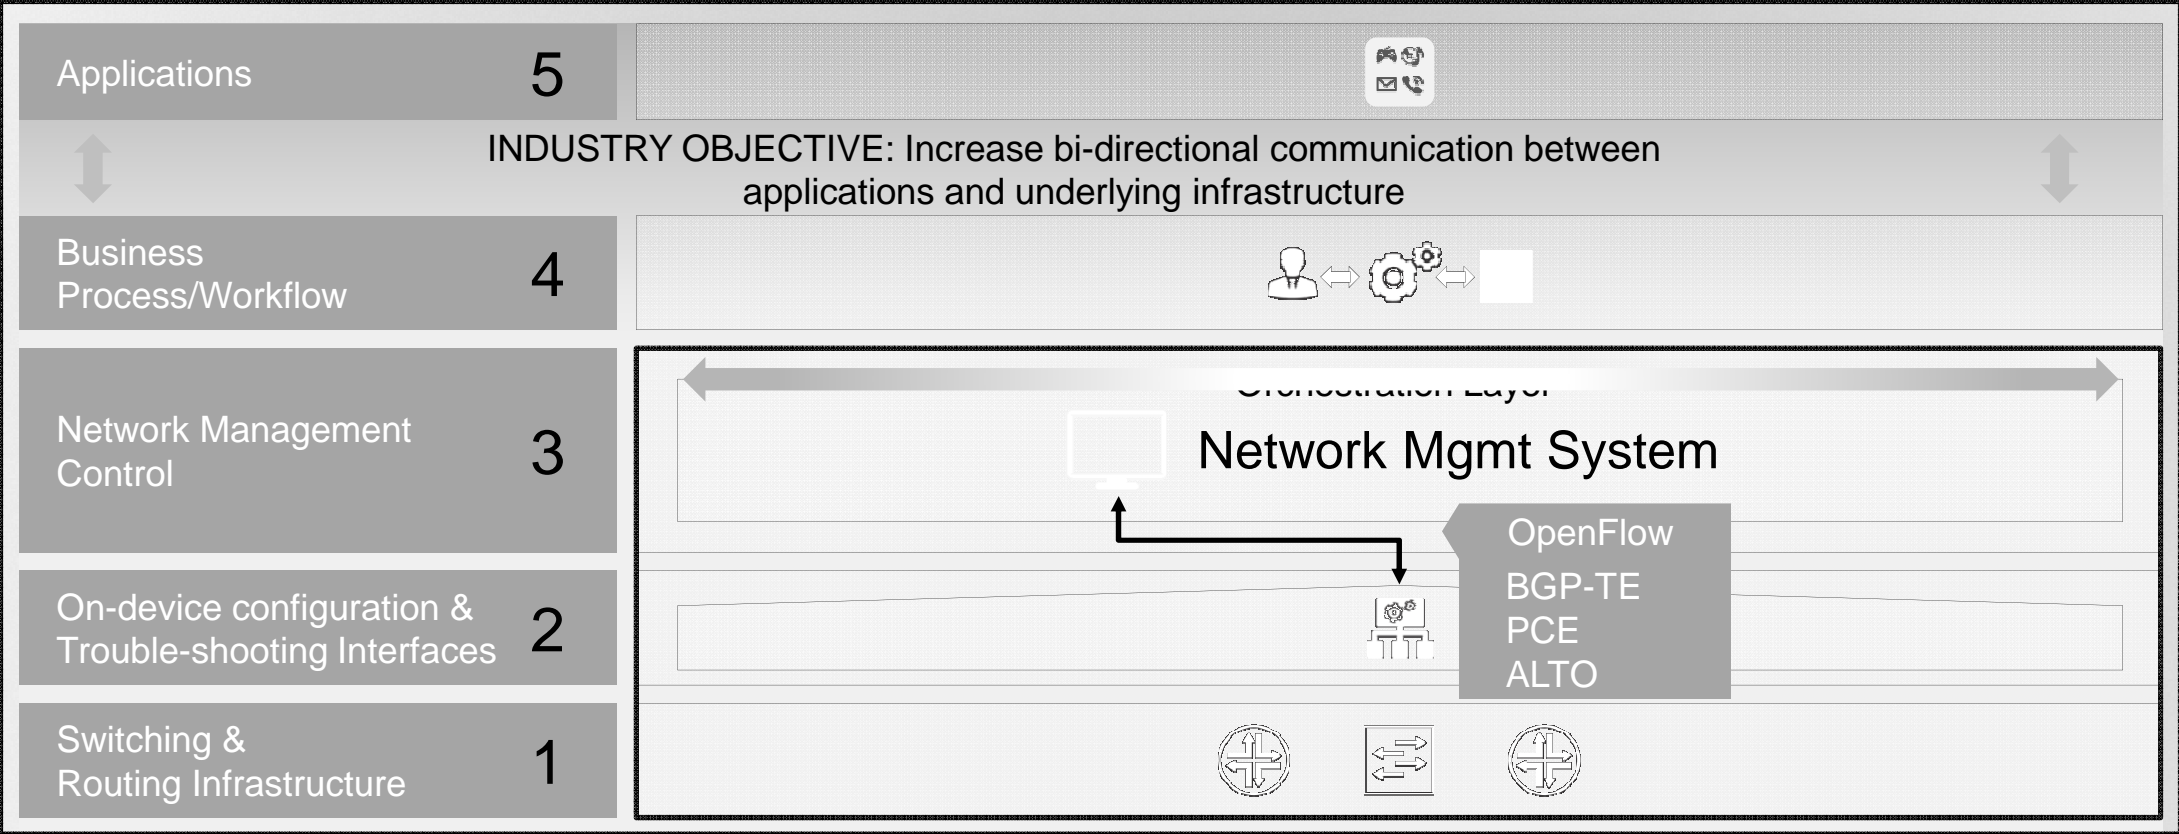 Applications 5
INDUSTRY OBJECTIVE: Increase bi-directional communication between
applications and underlying infrastructure
Business
Process/Workflow
4
Orchestration Layer
Network Management
Control
3
Network Mgmt System
OpenFlow
BGP-TE
PCE
ALTO
On-device configuration &
Trouble-shooting Interfaces
2
Switching &
Routing Infrastructure
1